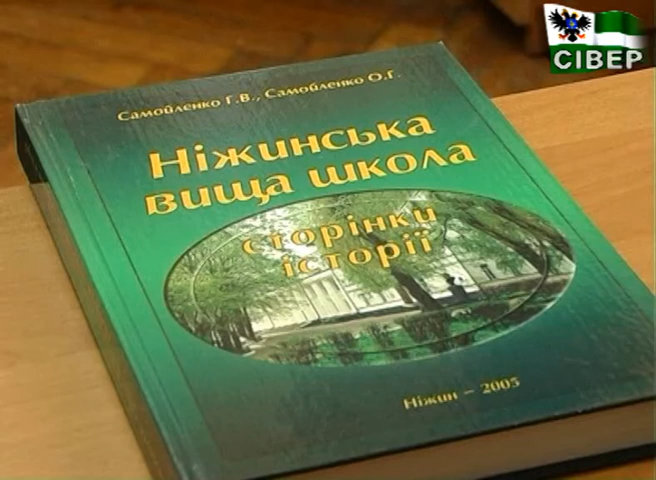 СІВЕР
Самойленко Г.В., Самойленко О.Г.
Ніжинська
вища школа
сторінки
історії
Ніжин – 2005